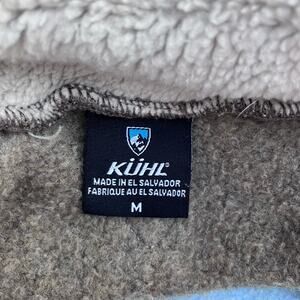 KÜHL®
MADE IN EL SALVADOR
FABRIQUE AU EL SALVADOR
M